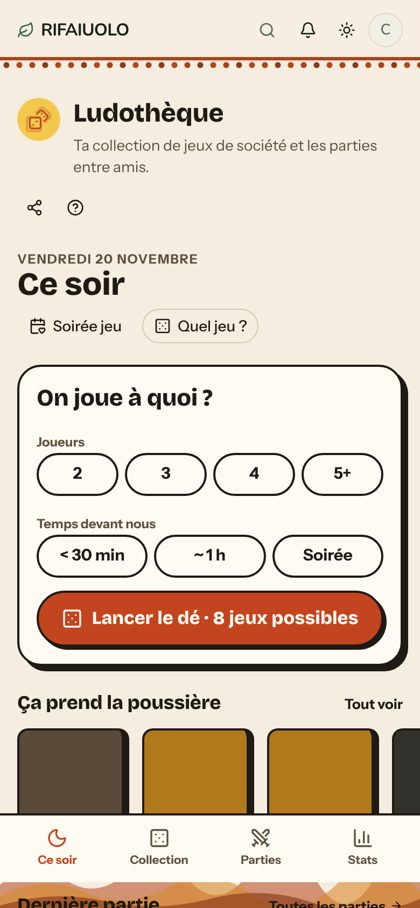 RIFAIUOLO
C
Ludothèque
Ta collection de jeux de société et les parties
entre amis.
VENDREDI 20 NOVEMBRE
Ce soir
Soirée jeu
Quel jeu ?
On joue à quoi ?
Joueurs
2
3
4
5+
Temps devant nous
< 30 min
~ 1 h
Soirée
Lancer le dé · 8 jeux possibles
Ça prend la poussière
Tout voir
Ce soir
Collection
Parties
Stats
Dernière partie
Toutes les parties →